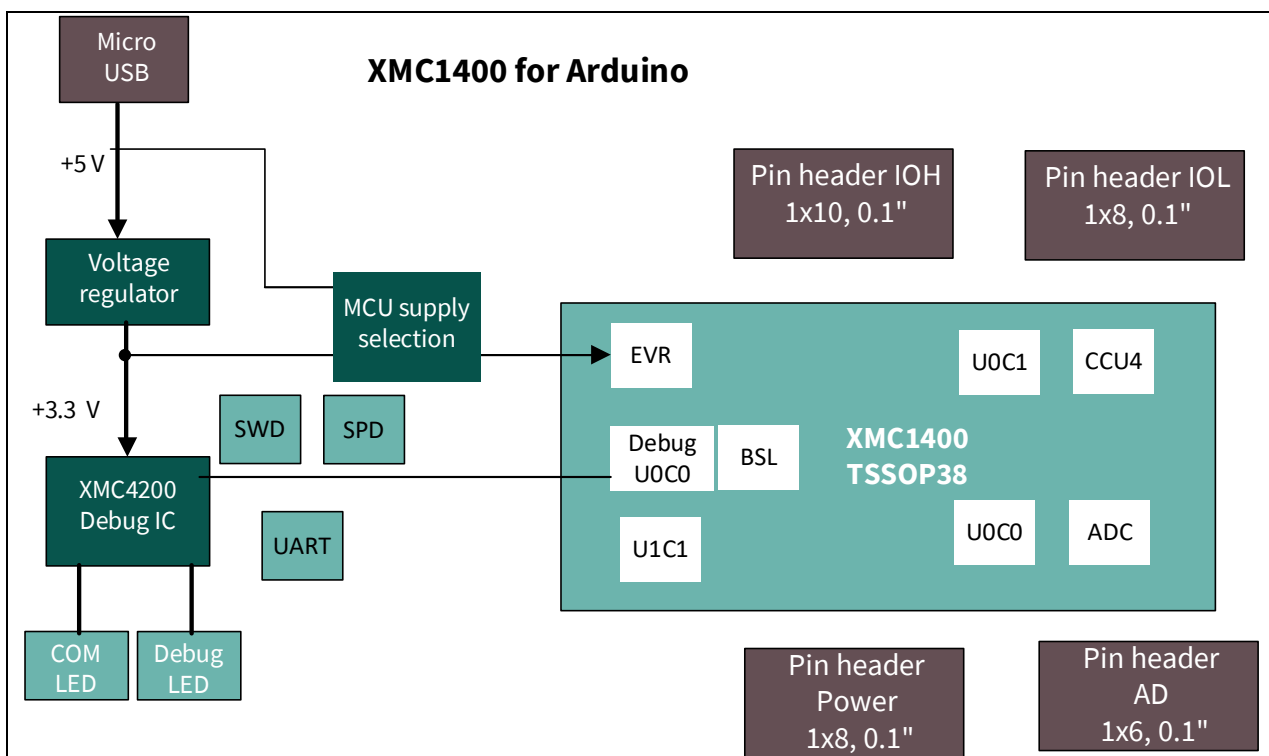 Micro
USB
XMC1400 for Arduino
+5 V
Pin header IOH
1x10, 0.1"
Pin header IOL
1x8, 0.1"
Voltage
regulator
MCU supply
selection
EVR
U0C1
CCU4
+3.3 V
SWD
SPD
Debug
U0C0
BSL
XMC1400
TSSOP38
XMC4200
Debug IC
UART
U1C1
U0C0
ADC
COM
LED
Debug
LED
Pin header
Power
1x8, 0.1"
Pin header
AD
1x6, 0.1"